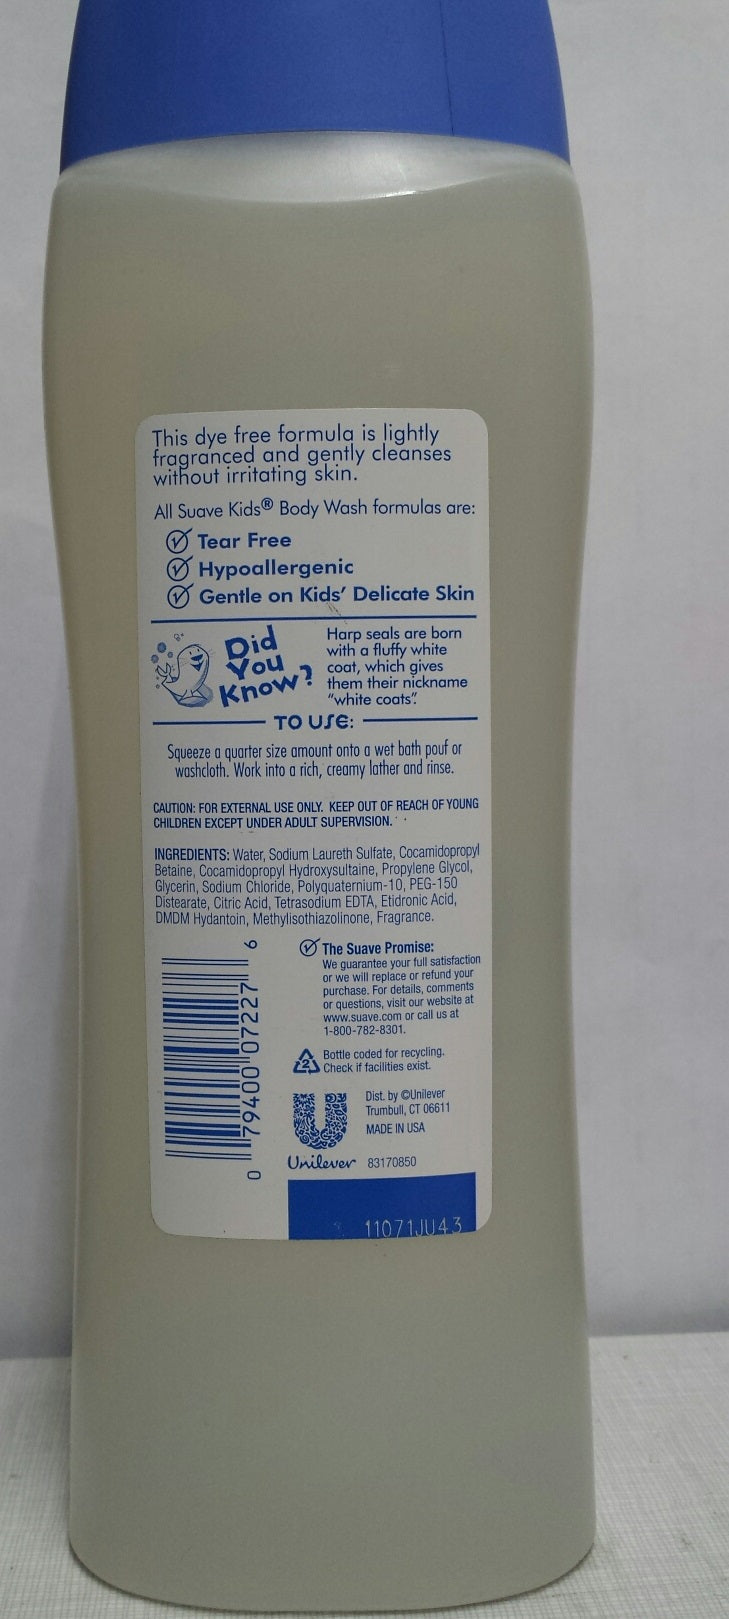 This dye free formula is lightly
fragranced and gently cleanses
without irritating skin.
All Suave Kids® Body Wash formulas are:
Tear Free
Hypoallergenic
Gentle on Kids' Delicate Skin
Did
You
Know?
Harp seals are born
with a fluffy white
coat, which gives
them their nickname
"white coats".
TO USE:
Squeeze a quarter size amount onto a wet bath pouf or
washcloth. Work into a rich, creamy lather and rinse.
CAUTION: FOR EXTERNAL USE ONLY. KEEP OUT OF REACH OF YOUNG
CHILDREN EXCEPT UNDER ADULT SUPERVISION.
INGREDIENTS: Water, Sodium Laureth Sulfate, Cocamidopropyl
Betaine, Cocamidopropyl Hydroxysultaine, Propylene Glycol,
Glycerin, Sodium Chloride, Polyquaternium-10, PEG-150
Distearate, Citric Acid, Tetrasodium EDTA, Etidronic Acid,
DMDM Hydantoin, Methylisothiazolinone, Fragrance.
0 79400 07227 6
The Suave Promise:
We guarantee your full satisfaction
or we will replace or refund your
purchase. For details, comments
or questions, visit our website at
www.suave.com or call us at
1-800-782-8301.
2
Bottle coded for recycling.
Check if facilities exist.
Dist. by ©Unilever
Trumbull, CT 06611
MADE IN USA
Unilever
83170850
11071JU43